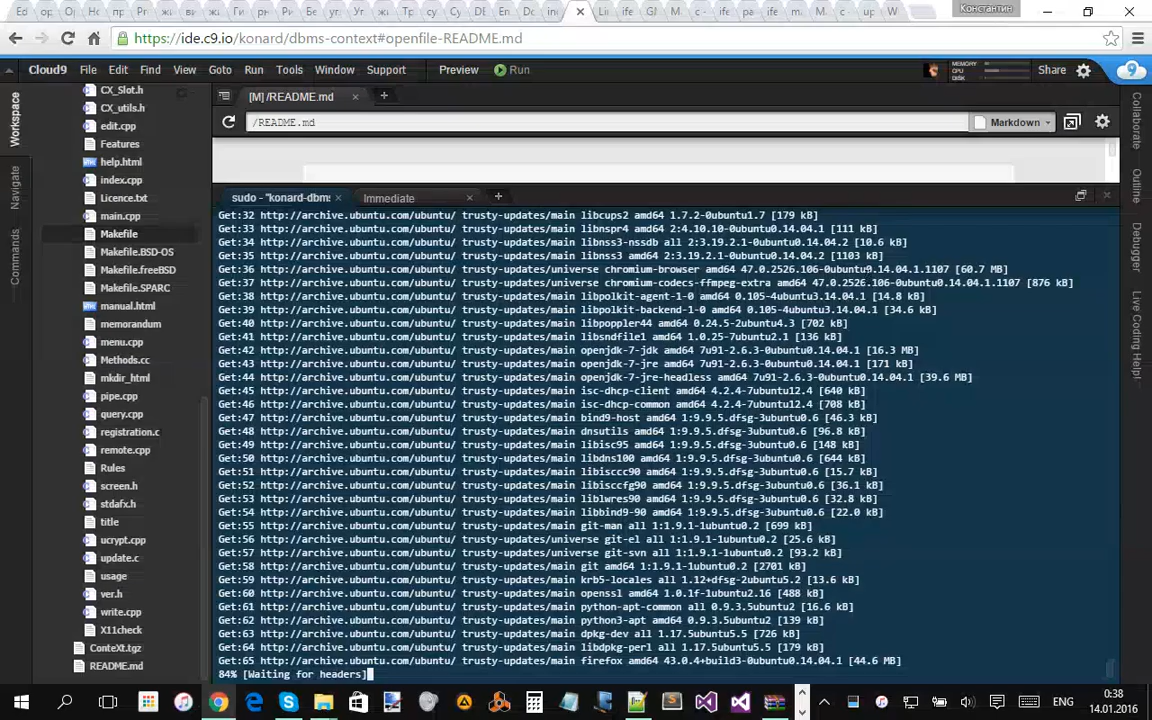 Константин
https://ide.c9.io/konard/dbms-context#openfile-README.md
Cloud9 File Edit Find View Goto Run Tools Window Support Preview Run MEMORY CPU DISK Share
Workspace
Navigate
Commands
CX_Slot.h
CX_utils.h
edit.cpp
Features
help.html
index.cpp
Licence.txt
main.cpp
Makefile
Makefile.BSD-OS
Makefile.freeBSD
Makefile.SPARC
manual.html
memorandum
menu.cpp
Methods.cc
mkdir_html
pipe.cpp
query.cpp
registration.c
remote.cpp
Rules
screen.h
stdafx.h
title
ucrypt.cpp
update.c
usage
ver.h
write.cpp
X11check
ConteXt.tgz
README.md
[M] /README.md
/README.md
Markdown
sudo - "konard-dbms
Immediate
Get:32 http://archive.ubuntu.com/ubuntu/ trusty-updates/main libcups2 amd64 1.7.2-0ubuntu1.7 [179 kB]
Get:33 http://archive.ubuntu.com/ubuntu/ trusty-updates/main libnspr4 amd64 2:4.10.10-0ubuntu0.14.04.1 [111 kB]
Get:34 http://archive.ubuntu.com/ubuntu/ trusty-updates/main libnss3-nssdb all 2:3.19.2.1-0ubuntu0.14.04.2 [10.6 kB]
Get:35 http://archive.ubuntu.com/ubuntu/ trusty-updates/main libnss3 amd64 2:3.19.2.1-0ubuntu0.14.04.2 [1103 kB]
Get:36 http://archive.ubuntu.com/ubuntu/ trusty-updates/universe chromium-browser amd64 47.0.2526.106-0ubuntu0.14.04.1.1107 [60.7 MB]
Get:37 http://archive.ubuntu.com/ubuntu/ trusty-updates/universe chromium-codecs-ffmpeg-extra amd64 47.0.2526.106-0ubuntu0.14.04.1.1107 [876 kB]
Get:38 http://archive.ubuntu.com/ubuntu/ trusty-updates/main libpolkit-agent-1-0 amd64 0.105-4ubuntu3.14.04.1 [14.8 kB]
Get:39 http://archive.ubuntu.com/ubuntu/ trusty-updates/main libpolkit-backend-1-0 amd64 0.105-4ubuntu3.14.04.1 [34.6 kB]
Get:40 http://archive.ubuntu.com/ubuntu/ trusty-updates/main libpoppler44 amd64 0.24.5-2ubuntu4.3 [702 kB]
Get:41 http://archive.ubuntu.com/ubuntu/ trusty-updates/main libsndfile1 amd64 1.0.25-7ubuntu2.1 [136 kB]
Get:42 http://archive.ubuntu.com/ubuntu/ trusty-updates/main openjdk-7-jdk amd64 7u91-2.6.3-0ubuntu0.14.04.1 [16.3 MB]
Get:43 http://archive.ubuntu.com/ubuntu/ trusty-updates/main openjdk-7-jre amd64 7u91-2.6.3-0ubuntu0.14.04.1 [171 kB]
Get:44 http://archive.ubuntu.com/ubuntu/ trusty-updates/main openjdk-7-jre-headless amd64 7u91-2.6.3-0ubuntu0.14.04.1 [39.6 MB]
Get:45 http://archive.ubuntu.com/ubuntu/ trusty-updates/main isc-dhcp-client amd64 4.2.4-7ubuntu12.4 [640 kB]
Get:46 http://archive.ubuntu.com/ubuntu/ trusty-updates/main isc-dhcp-common amd64 4.2.4-7ubuntu12.4 [708 kB]
Get:47 http://archive.ubuntu.com/ubuntu/ trusty-updates/main bind9-host amd64 1:9.9.5.dfsg-3ubuntu0.6 [46.3 kB]
Get:48 http://archive.ubuntu.com/ubuntu/ trusty-updates/main dnsutils amd64 1:9.9.5.dfsg-3ubuntu0.6 [96.8 kB]
Get:49 http://archive.ubuntu.com/ubuntu/ trusty-updates/main libisc95 amd64 1:9.9.5.dfsg-3ubuntu0.6 [148 kB]
Get:50 http://archive.ubuntu.com/ubuntu/ trusty-updates/main libdns100 amd64 1:9.9.5.dfsg-3ubuntu0.6 [644 kB]
Get:51 http://archive.ubuntu.com/ubuntu/ trusty-updates/main libisccc90 amd64 1:9.9.5.dfsg-3ubuntu0.6 [15.7 kB]
Get:52 http://archive.ubuntu.com/ubuntu/ trusty-updates/main libisccfg90 amd64 1:9.9.5.dfsg-3ubuntu0.6 [36.1 kB]
Get:53 http://archive.ubuntu.com/ubuntu/ trusty-updates/main liblwres90 amd64 1:9.9.5.dfsg-3ubuntu0.6 [32.8 kB]
Get:54 http://archive.ubuntu.com/ubuntu/ trusty-updates/main libbind9-90 amd64 1:9.9.5.dfsg-3ubuntu0.6 [22.0 kB]
Get:55 http://archive.ubuntu.com/ubuntu/ trusty-updates/main git-man all 1:1.9.1-1ubuntu0.2 [699 kB]
Get:56 http://archive.ubuntu.com/ubuntu/ trusty-updates/universe git-el all 1:1.9.1-1ubuntu0.2 [25.6 kB]
Get:57 http://archive.ubuntu.com/ubuntu/ trusty-updates/universe git-svn all 1:1.9.1-1ubuntu0.2 [93.2 kB]
Get:58 http://archive.ubuntu.com/ubuntu/ trusty-updates/main git amd64 1:1.9.1-1ubuntu0.2 [2701 kB]
Get:59 http://archive.ubuntu.com/ubuntu/ trusty-updates/main krb5-locales all 1.12+dfsg-2ubuntu5.2 [13.6 kB]
Get:60 http://archive.ubuntu.com/ubuntu/ trusty-updates/main openssl amd64 1.0.1f-1ubuntu2.16 [488 kB]
Get:61 http://archive.ubuntu.com/ubuntu/ trusty-updates/main python-apt-common all 0.9.3.5ubuntu2 [16.6 kB]
Get:62 http://archive.ubuntu.com/ubuntu/ trusty-updates/main python3-apt amd64 0.9.3.5ubuntu2 [139 kB]
Get:63 http://archive.ubuntu.com/ubuntu/ trusty-updates/main dpkg-dev all 1.17.5ubuntu5.5 [726 kB]
Get:64 http://archive.ubuntu.com/ubuntu/ trusty-updates/main libdpkg-perl all 1.17.5ubuntu5.5 [179 kB]
Get:65 http://archive.ubuntu.com/ubuntu/ trusty-updates/main firefox amd64 43.0.4+build3-0ubuntu0.14.04.1 [44.6 MB]
84% [Waiting for headers]
Collaborate
Outline
Debugger
Live Coding Help!
ENG
0:38
14.01.2016